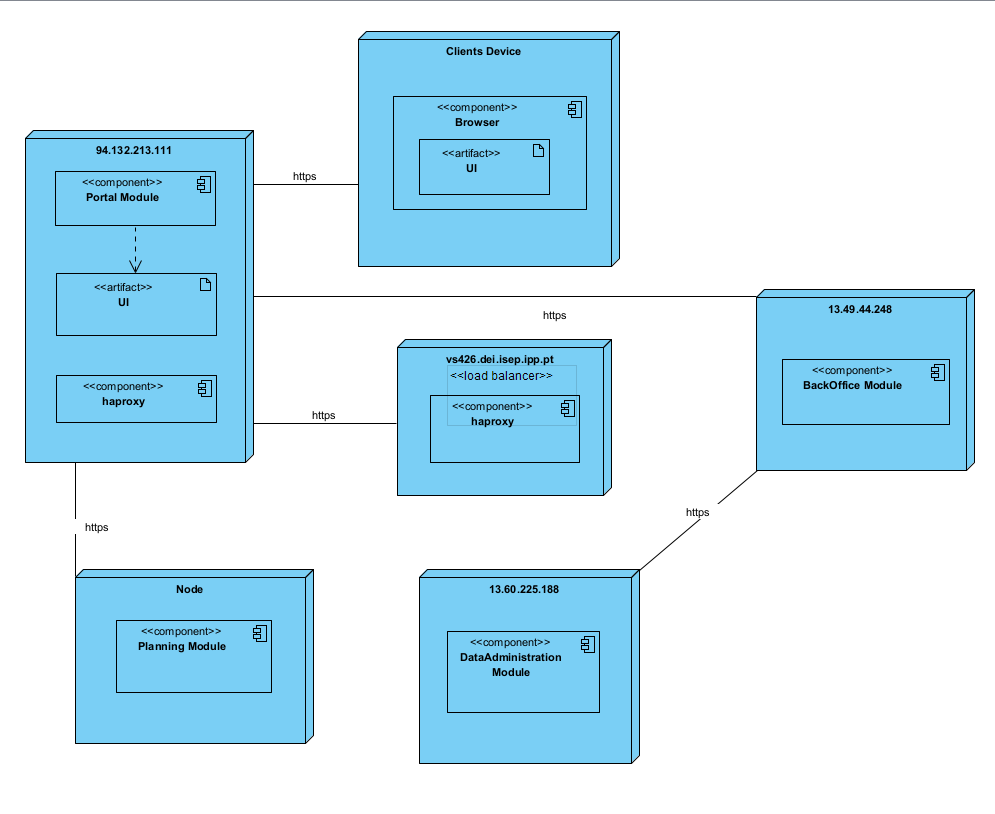 Clients Device
<<component>>
Browser
<<artifact>>
UI
94.132.213.111
<<component>>
Portal Module
<<artifact>>
UI
<<component>>
haproxy
https
https
13.49.44.248
<<component>>
BackOffice Module
vs426.dei.isep.ipp.pt
<<load balancer>>
<<component>>
haproxy
https
https
https
Node
<<component>>
Planning Module
13.60.225.188
<<component>>
DataAdministration
Module